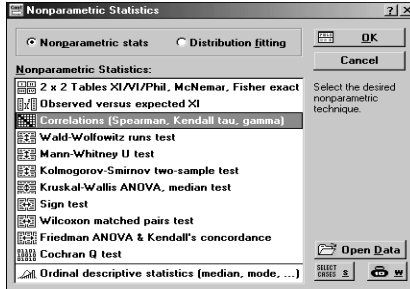 Nonparametric Statistics ? X
Nonparametric stats Distribution fitting
OK
Cancel
Nonparametric Statistics:
2 x 2 Tables XI/VI/Phi, McNemar, Fisher exact
Observed versus expected XI
Correlations (Spearman, Kendall tau, gamma)
Wald-Wolfowitz runs test
Mann-Whitney U test
Kolmogorov-Smirnov two-sample test
Kruskal-Wallis ANOVA, median test
Sign test
Wilcoxon matched pairs test
Friedman ANOVA & Kendall's concordance
Cochran Q test
Ordinal descriptive statistics (median, mode, ...)
Select the desired
nonparametric
technique.
Open Data
SELECT
CASES S W